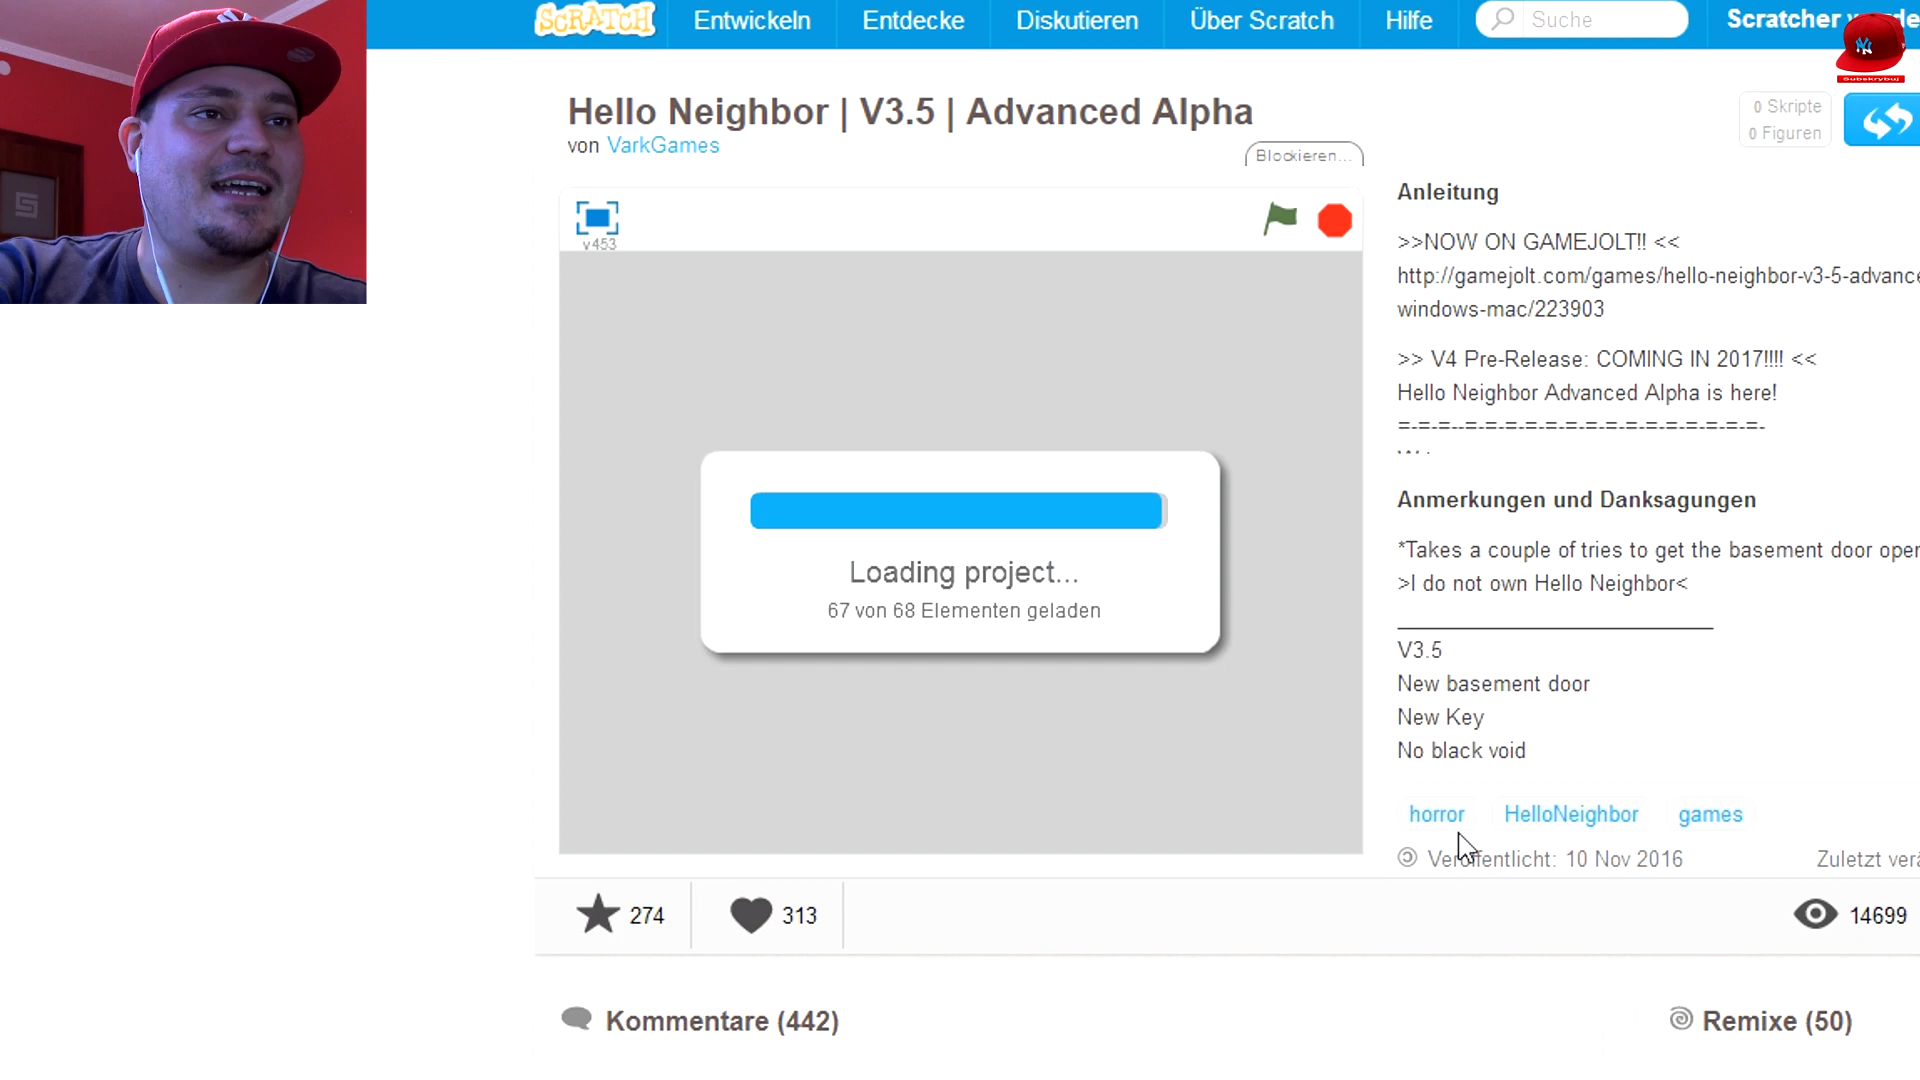 SCRATCH
Entwickeln
Entdecke
Diskutieren
Über Scratch
Hilfe
Suche
Scratcher
Subskrybuj
Hello Neighbor | V3.5 | Advanced Alpha
von VarkGames
Blockieren...
0 Skripte
0 Figuren
v453
Loading project...
67 von 68 Elementen geladen
Anleitung
>>NOW ON GAMEJOLT!! <<
http://gamejolt.com/games/hello-neighbor-v3-5-advance
windows-mac/223903
>> V4 Pre-Release: COMING IN 2017!!!! <<
Hello Neighbor Advanced Alpha is here!
=-=-=--=-=-=-=-=-=-=-=-=-=-=-=-=-=-=-
Anmerkungen und Danksagungen
*Takes a couple of tries to get the basement door open
>I do not own Hello Neighbor<
V3.5
New basement door
New Key
No black void
horror
HelloNeighbor
games
Veröffentlicht: 10 Nov 2016
Zuletzt
274
313
14699
Kommentare (442)
Remixe (50)